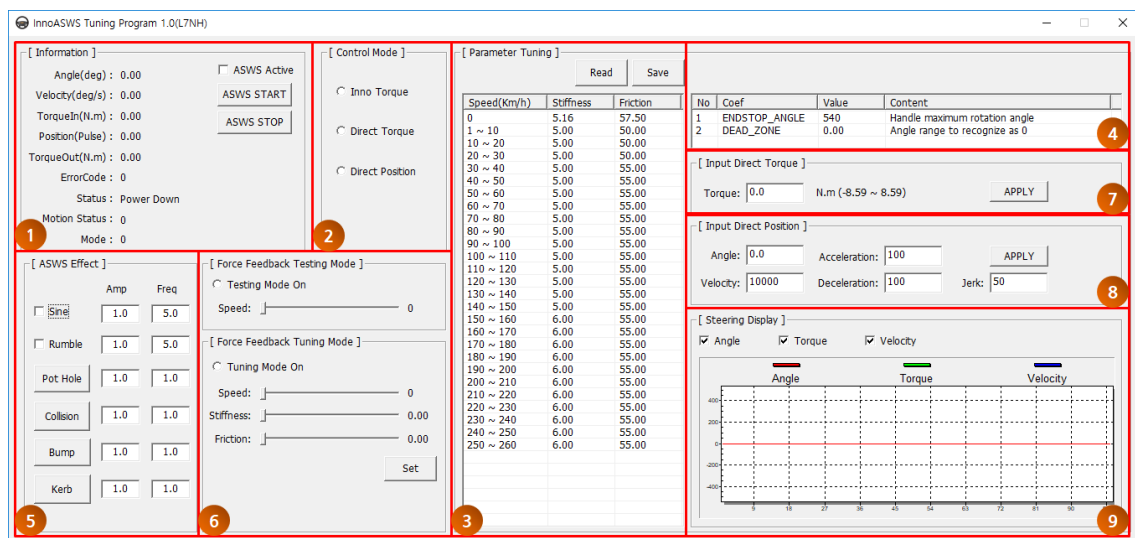 InnoASWS Tuning Program 1.0(L7NH)
[ Information ]
Angle(deg) : 0.00
Velocity(deg/s) : 0.00
TorqueIn(N.m) : 0.00
Position(Pulse) : 0.00
TorqueOut(N.m) : 0.00
ErrorCode : 0
Status : Power Down
Motion Status : 0
Mode : 0
ASWS Active
ASWS START
ASWS STOP
1
[ Control Mode ]
Inno Torque
Direct Torque
Direct Position
2
[ Parameter Tuning ]
Read Save
Speed(Km/h) Stiffness Friction
0 5.16 57.50
1 ~ 10 5.00 50.00
10 ~ 20 5.00 50.00
20 ~ 30 5.00 50.00
30 ~ 40 5.00 55.00
40 ~ 50 5.00 55.00
50 ~ 60 5.00 55.00
60 ~ 70 5.00 55.00
70 ~ 80 5.00 55.00
80 ~ 90 5.00 55.00
90 ~ 100 5.00 55.00
100 ~ 110 5.00 55.00
110 ~ 120 5.00 55.00
120 ~ 130 5.00 55.00
130 ~ 140 5.00 55.00
140 ~ 150 5.00 55.00
150 ~ 160 6.00 55.00
160 ~ 170 6.00 55.00
170 ~ 180 6.00 55.00
180 ~ 190 6.00 55.00
190 ~ 200 6.00 55.00
200 ~ 210 6.00 55.00
210 ~ 220 6.00 55.00
220 ~ 230 6.00 55.00
230 ~ 240 6.00 55.00
240 ~ 250 6.00 55.00
250 ~ 260 6.00 55.00
3
No Coef Value Content
1 ENDSTOP_ANGLE 540 Handle maximum rotation angle
2 DEAD_ZONE 0.00 Angle range to recognize as 0
4
[ ASWS Effect ]
Amp Freq
Sine 1.0 5.0
Rumble 1.0 5.0
Pot Hole 1.0 1.0
Collision 1.0 1.0
Bump 1.0 1.0
Kerb 1.0 1.0
5
[ Force Feedback Testing Mode ]
Testing Mode On
Speed: 0
[ Force Feedback Tuning Mode ]
Tuning Mode On
Speed: 0
Stiffness: 0.00
Friction: 0.00
Set
6
[ Input Direct Torque ]
Torque: 0.0 N.m (-8.59 ~ 8.59) APPLY
7
[ Input Direct Position ]
Angle: 0.0 Acceleration: 100 APPLY
Velocity: 10000 Deceleration: 100 Jerk: 50
8
[ Steering Display ]
Angle Torque Velocity
Angle Torque Velocity
400
200
0
-200
-400
9 18 27 36 45 54 63 72 81 90
9